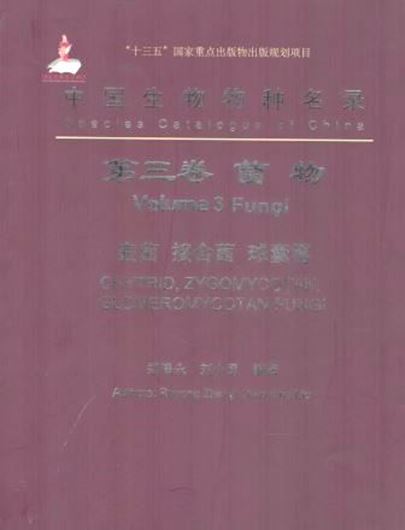 "十三五"国家重点出版物出版规划项目
中国生物物种名录
Species Catalogue of China
第三卷 菌物
Volume 3 Fungi
壶菌 接合菌 球囊霉
CHYTRID, ZYGOMYCOTAN,
GLOMEROMYCOTAN FUNGI
编著
Authors: